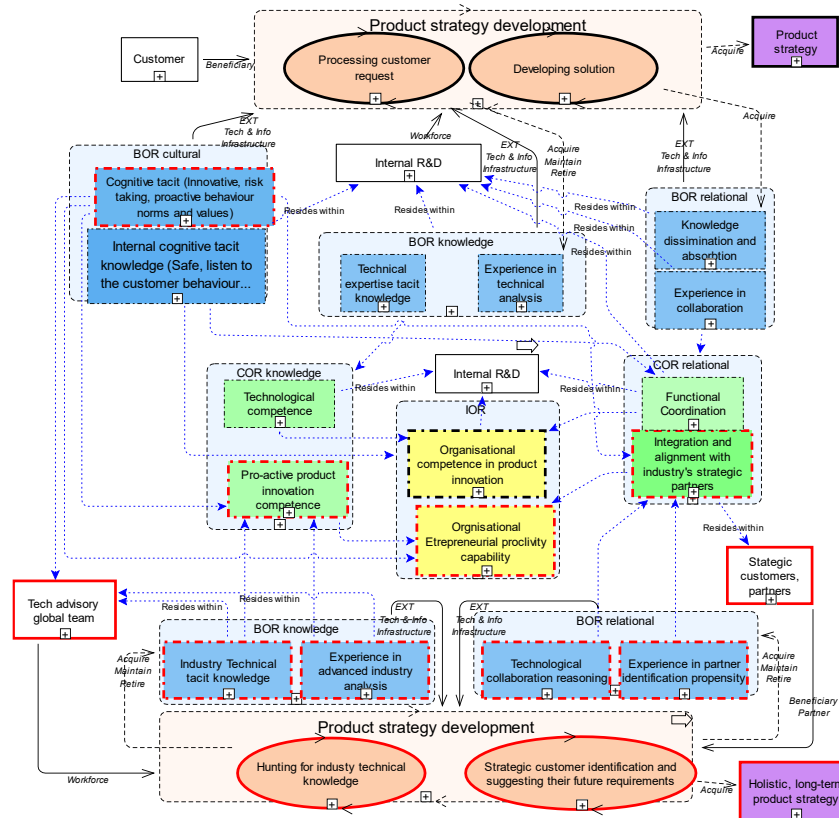 Product strategy development
Customer
Beneficiary
Processing customer
request
Developing solution
Acquire
Product
strategy
EXT
Tech & Info
Infrastructure
Workforce
EXT
Tech & Info
Infrastructure
Acquire
Maintain
Retire
EXT
Tech & Info
Infrastructure
Acquire
BOR cultural
Cognitive tacit (Innovative, risk
taking, proactive behaviour
norms and values)
Internal cognitive tacit
knowledge (Safe, listen to
the customer behaviour...
Internal R&D
Resides within
Resides within
Resides within
Resides within
BOR knowledge
Technical
expertise tacit
knowledge
Experience in
technical
analysis
BOR relational
Knowledge
dissimination and
absorbtion
Experience in
collaboration
COR knowledge
Technological
competence
Pro-active product
innovation
competence
Resides within
Internal R&D
Resides within
IOR
Organisational
competence in product
innovation
Orgnisational
Etrepreneurial proclivity
capability
COR relational
Functional
Coordination
Integration and
alignment with
industry's strategic
partners
Resides within
Stategic
customers,
partners
Tech advisory
global team
Resides within
Resides within
EXT
Tech & Info
Infrastructure
EXT
Tech & Info
Infrastructure
BOR knowledge
Industry Technical
tacit knowledge
Experience in
advanced industry
analysis
BOR relational
Technological
collaboration reasoning
Experience in partner
identification propensity
Acquire
Maintain
Retire
Acquire
Maintain
Retire
Beneficiary
Partner
Product strategy development
Hunting for industy technical
knowledge
Strategic customer identification and
suggesting their future requirements
Workforce
Acquire
Holistic, long-term
product strategy